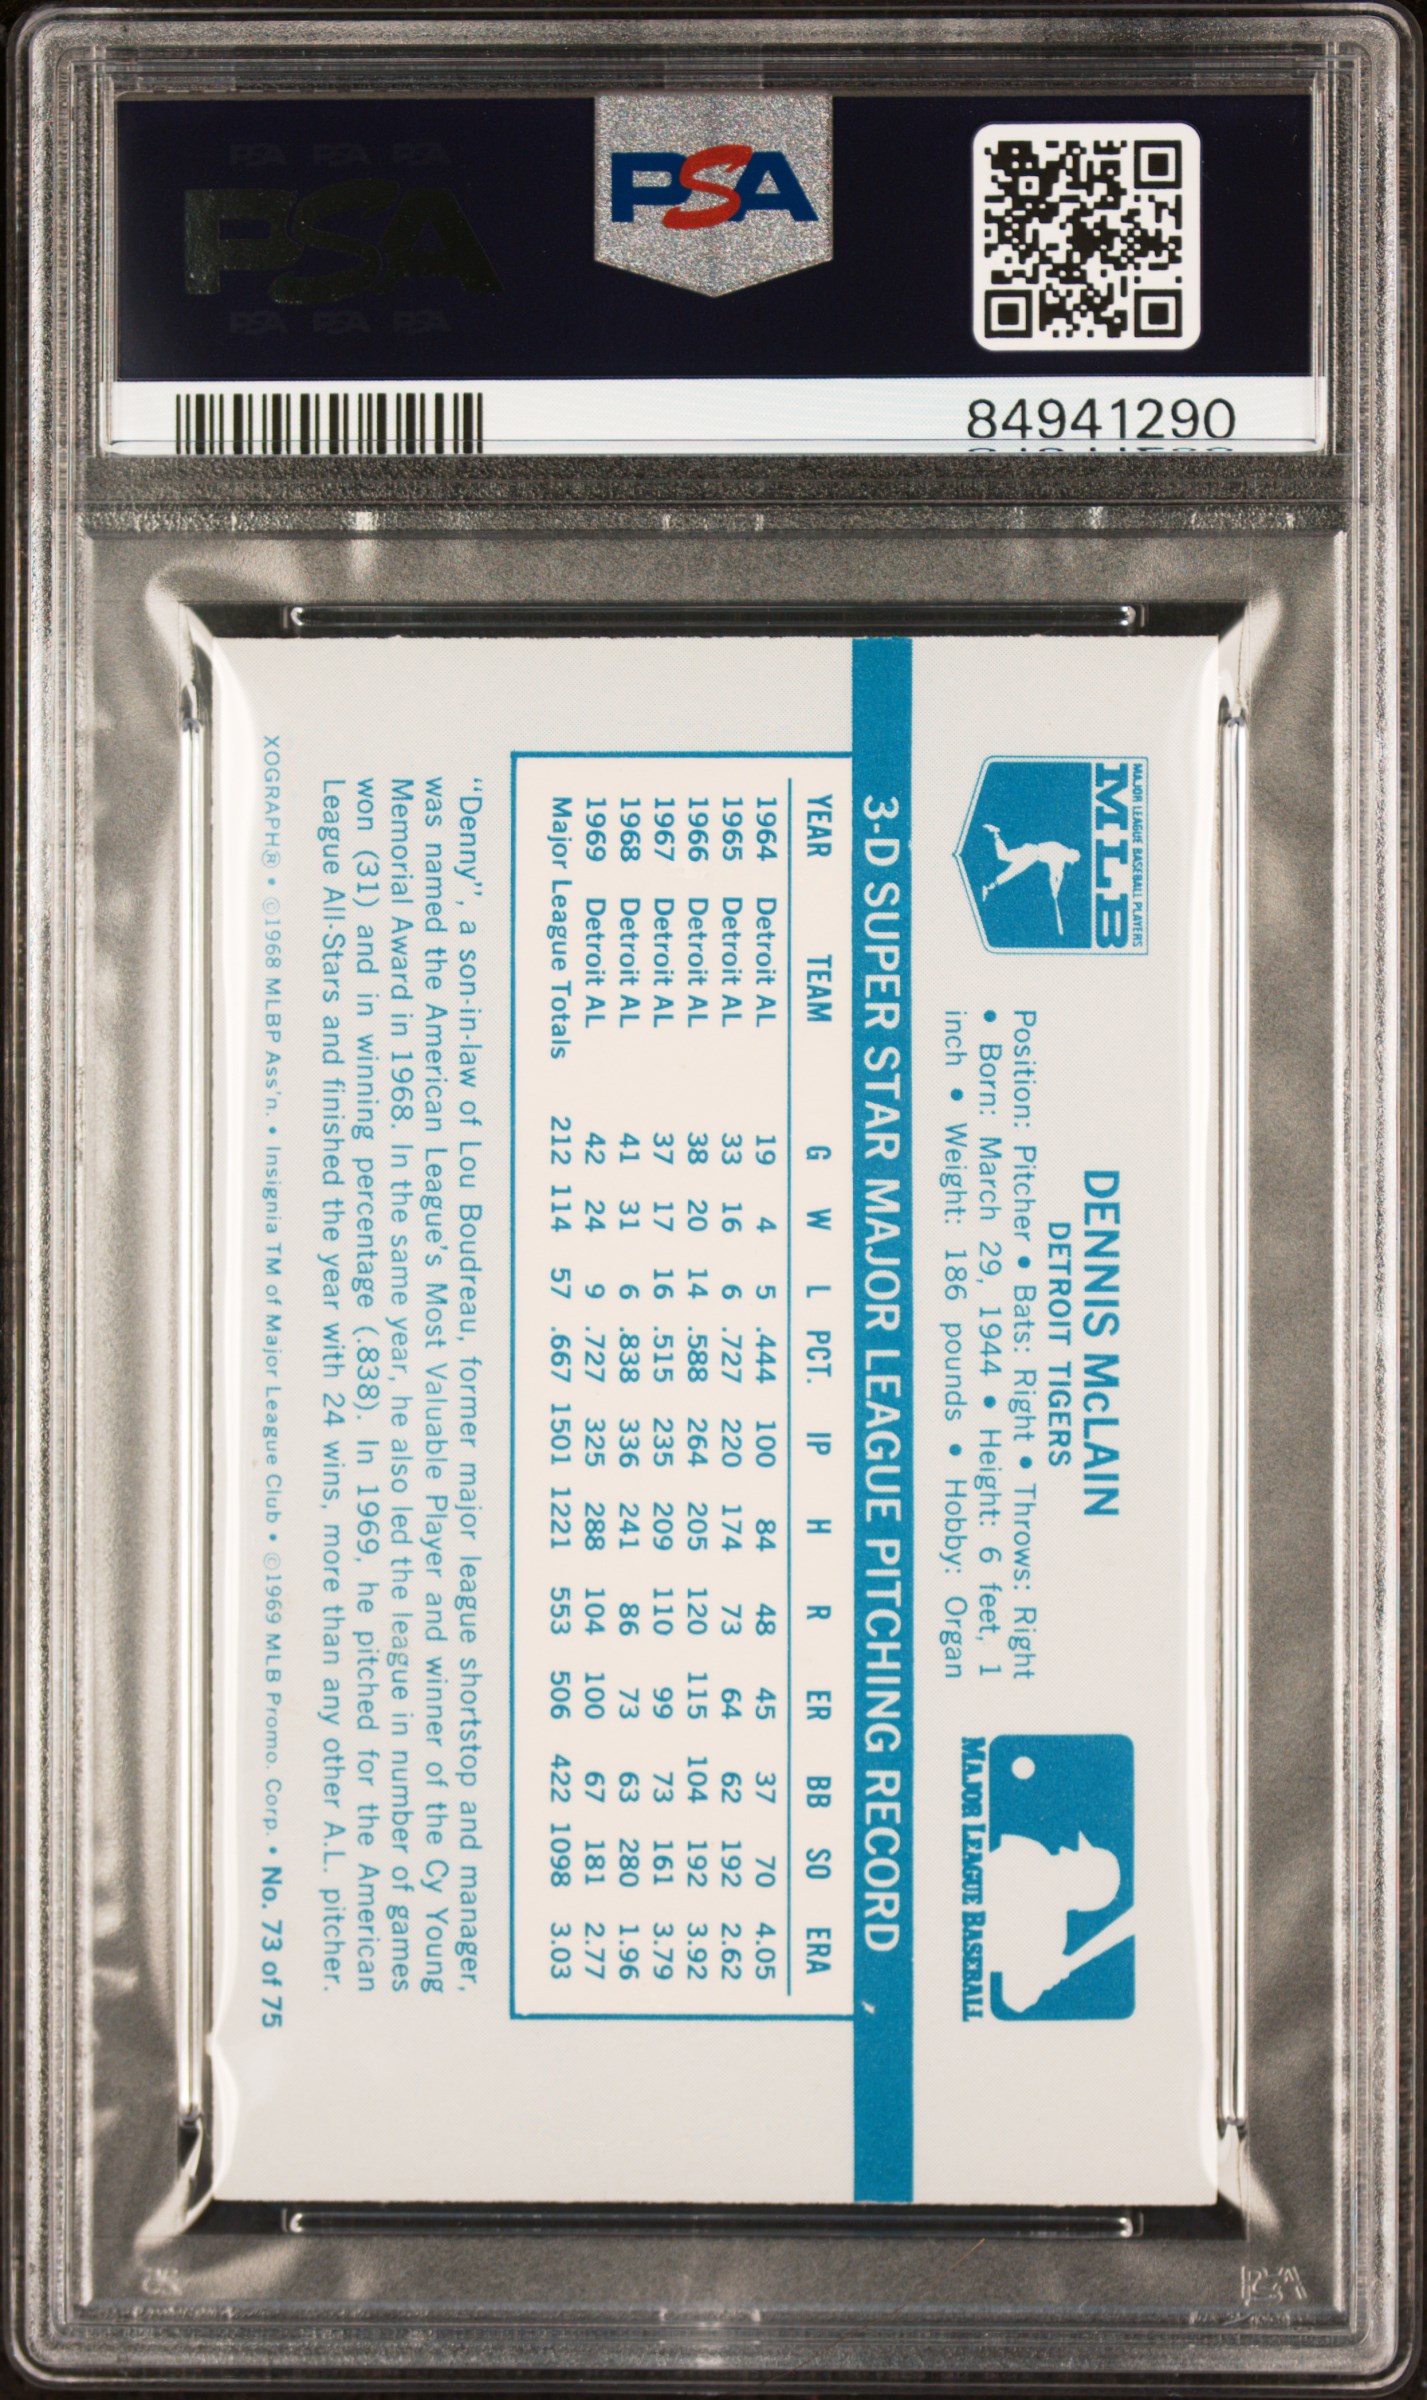 PSA PSA PSA
PSA
PSA PSA PSA
PSA
84941290
MAJOR LEAGUE BASEBALL PLAYERS
MLB
DENNIS McLAIN
DETROIT TIGERS
Position: Pitcher • Bats: Right • Throws: Right
• Born: March 29, 1944 • Height: 6 feet, 1
inch • Weight: 186 pounds • Hobby: Organ
MAJOR LEAGUE BASEBALL
3-D SUPER STAR MAJOR LEAGUE PITCHING RECORD
YEAR TEAM G W L PCT. IP H R ER BB SO ERA
1964 Detroit AL 19 4 5 .444 100 84 48 45 37 70 4.05
1965 Detroit AL 33 16 6 .727 220 174 73 64 62 192 2.62
1966 Detroit AL 38 20 14 .588 264 205 120 115 104 192 3.92
1967 Detroit AL 37 17 16 .515 235 209 110 99 73 161 3.79
1968 Detroit AL 41 31 6 .838 336 241 86 73 63 280 1.96
1969 Detroit AL 42 24 9 .727 325 288 104 100 67 181 2.77
Major League Totals 212 114 57 .667 1501 1221 553 506 422 1098 3.03
"Denny", a son-in-law of Lou Boudreau, former major league shortstop and manager,
was named the American League's Most Valuable Player and winner of the Cy Young
Memorial Award in 1968. In the same year, he also led the league in number of games
won (31) and in winning percentage (.838). In 1969, he pitched for the American
League All-Stars and finished the year with 24 wins, more than any other A.L. pitcher.
XOGRAPH® • ©1968 MLBP Ass'n. • Insignia TM of Major League Club • ©1969 MLB Promo. Corp. • No. 73 of 75
PSA